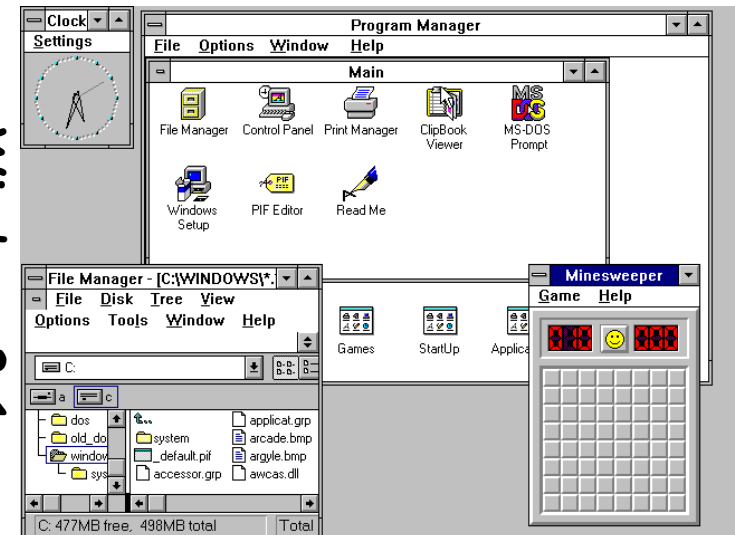 Clock
Settings
Program Manager
File Options Window Help
Main
File Manager
Control Panel
Print Manager
ClipBook
Viewer
MS-DOS
Prompt
Windows
Setup
PIF Editor
Read Me
Games
StartUp
Applica
File Manager - [C:\WINDOWS\*.
File Disk Tree View
Options Tools Window Help
C:
a
c
dos
old_do
window
sys
system
_default.pif
accessor.grp
applicat.grp
arcade.bmp
argyle.bmp
awcas.dll
C: 477MB free, 498MB total
Total
Minesweeper
Game Help